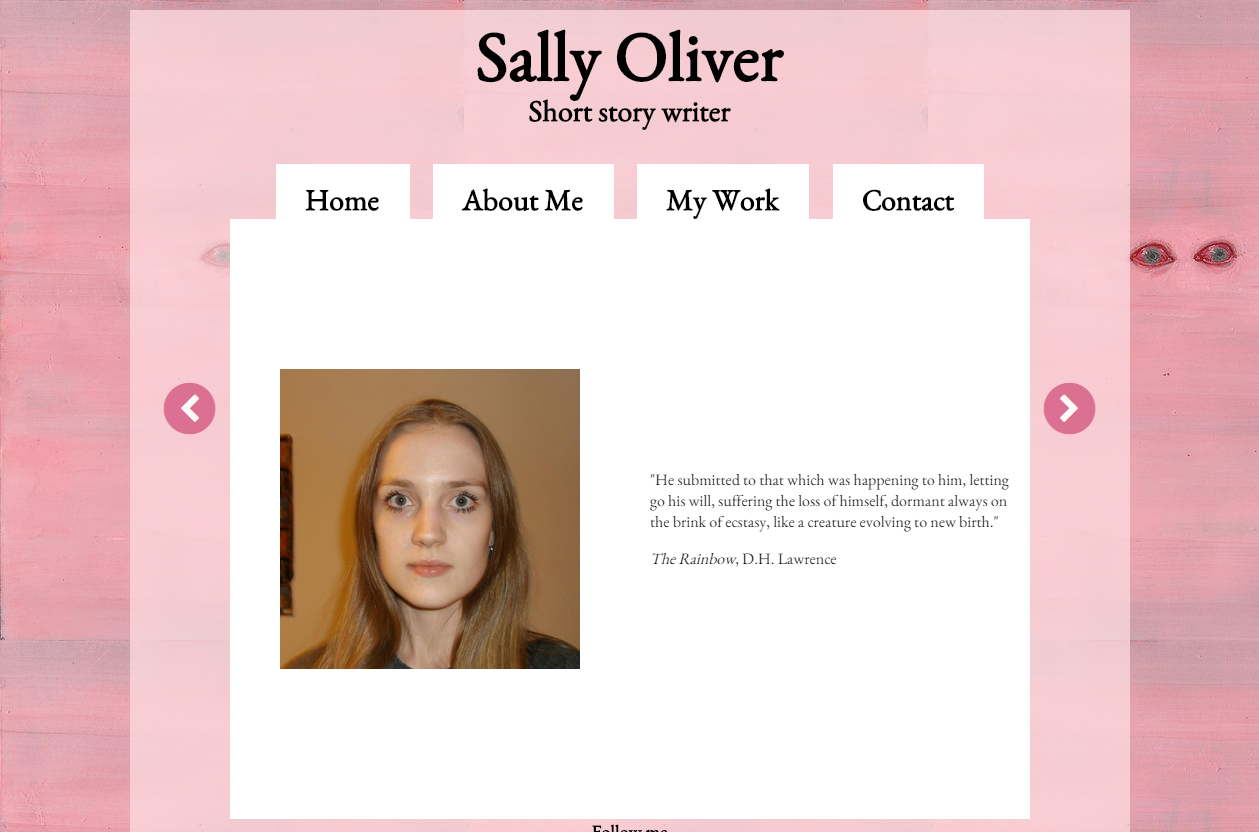 Sally Oliver
Short story writer
Home About Me My Work Contact
"He submitted to that which was happening to him, letting
go his will, suffering the loss of himself, dormant always on
the brink of ecstasy, like a creature evolving to new birth."
The Rainbow, D.H. Lawrence
Follow me